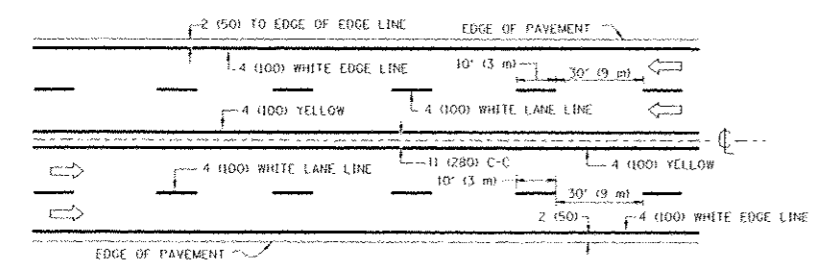 2 (50) TO EDGE OF EDGE LINE
EDGE OF PAVEMENT
4 (100) WHITE EDGE LINE
10' (3 m)
30' (9 m)
4 (100) YELLOW
4 (100) WHITE LANE LINE
℄
4 (100) WHITE LANE LINE
11 (280) C-C
4 (100) YELLOW
10' (3 m)
30' (9 m)
2 (50)
4 (100) WHITE EDGE LINE
EDGE OF PAVEMENT